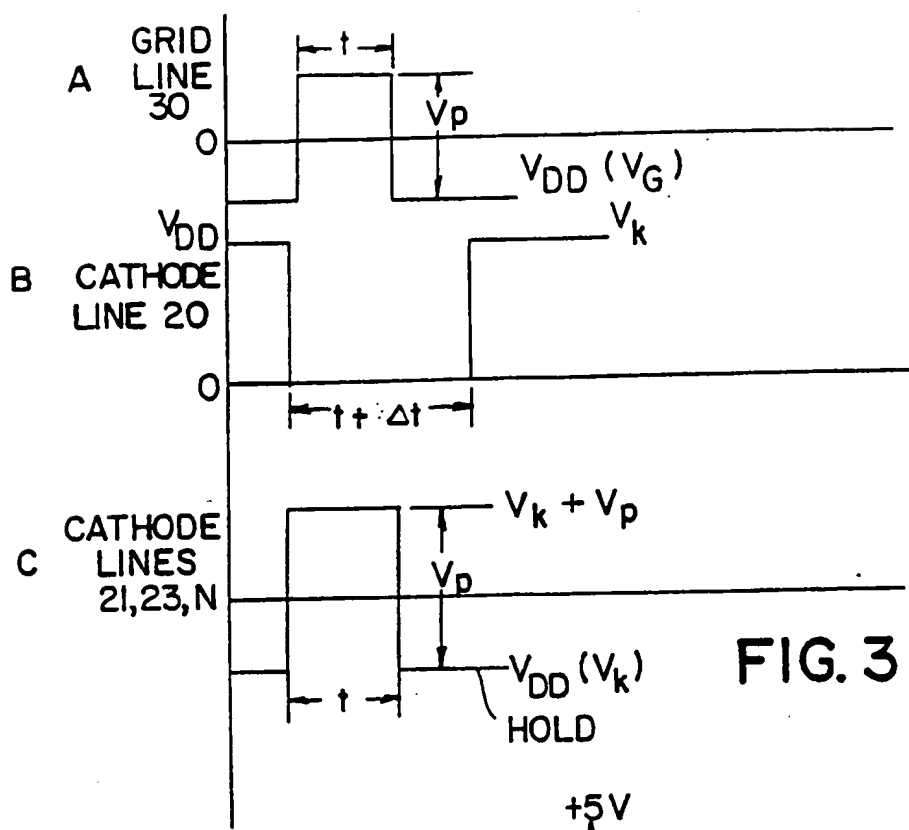 t
GRID
A LINE
30
Vp
0
VDD (VG)
VDD
Vk
B CATHODE
LINE 20
0
t + Δt
Vk + Vp
CATHODE
C LINES
21,23,N
Vp
FIG. 3
VDD (Vk)
t
HOLD
+5V